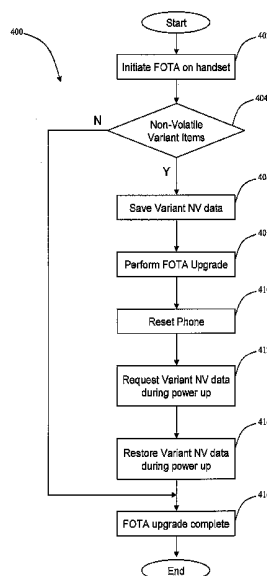 400
Start
Initiate FOTA on handset
404
Non-Volatile
Variant Items
N
Y
Save Variant NV data
Perform FOTA Upgrade
Reset Phone
Request Variant NV data
during power up
Restore Variant NV data
during power up
FOTA upgrade complete
End